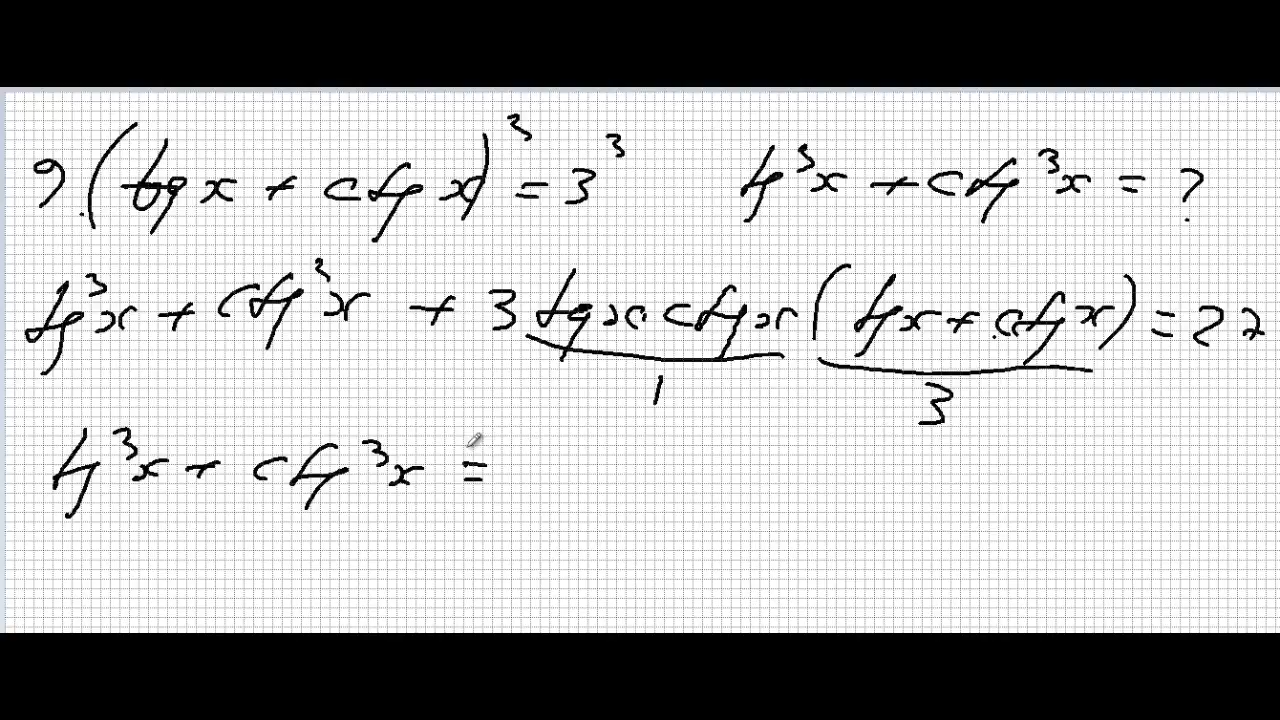 9. (tgx + ctgx)³ = 3³ tg³x + ctg³x = ?
tg³x + ctg³x + 3 tgx ctgx (tgx + ctgx) = 27
1 3
tg³x + ctg³x =